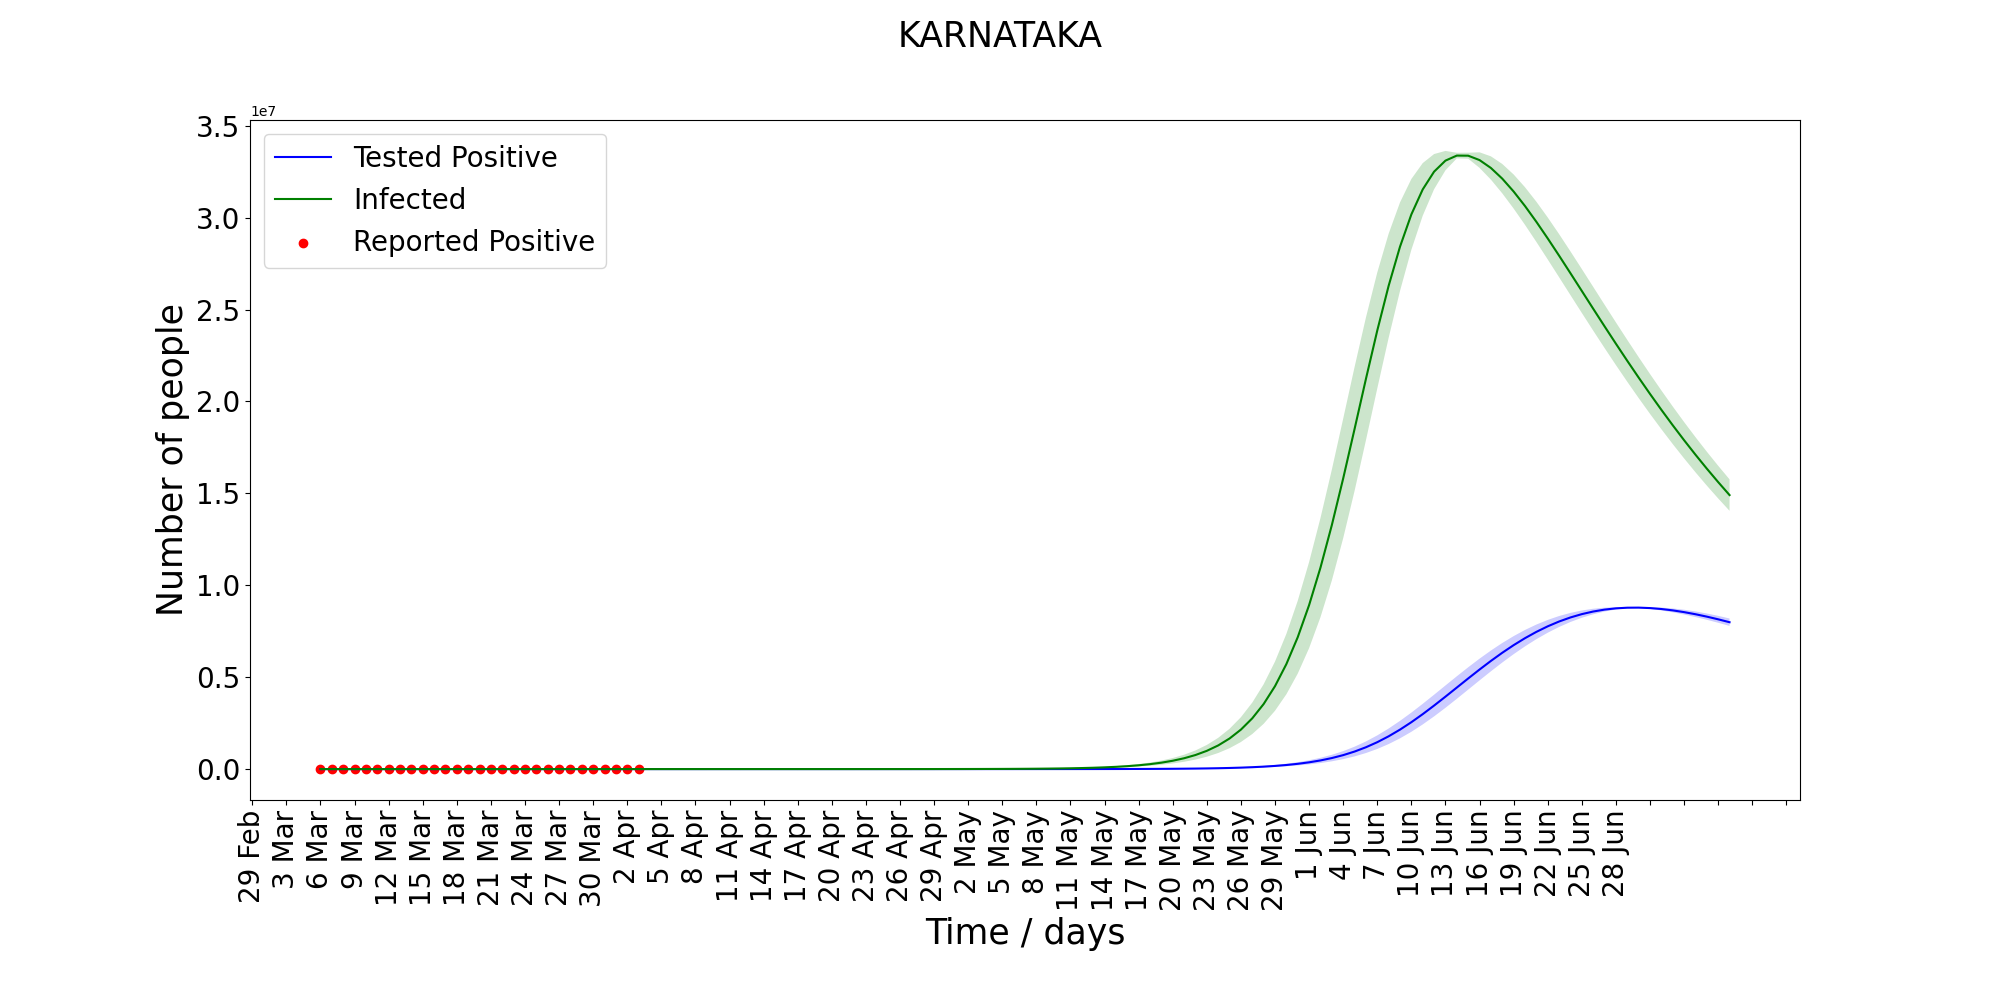 KARNATAKA
1e7
3.5
3.0
2.5
2.0
1.5
1.0
0.5
0.0
Number of people
Tested Positive
Infected
Reported Positive
29 Feb
3 Mar
6 Mar
9 Mar
12 Mar
15 Mar
18 Mar
21 Mar
24 Mar
27 Mar
30 Mar
2 Apr
5 Apr
8 Apr
11 Apr
14 Apr
17 Apr
20 Apr
23 Apr
26 Apr
29 Apr
2 May
5 May
8 May
11 May
14 May
17 May
20 May
23 May
26 May
29 May
1 Jun
4 Jun
7 Jun
10 Jun
13 Jun
16 Jun
19 Jun
22 Jun
25 Jun
28 Jun
Time / days